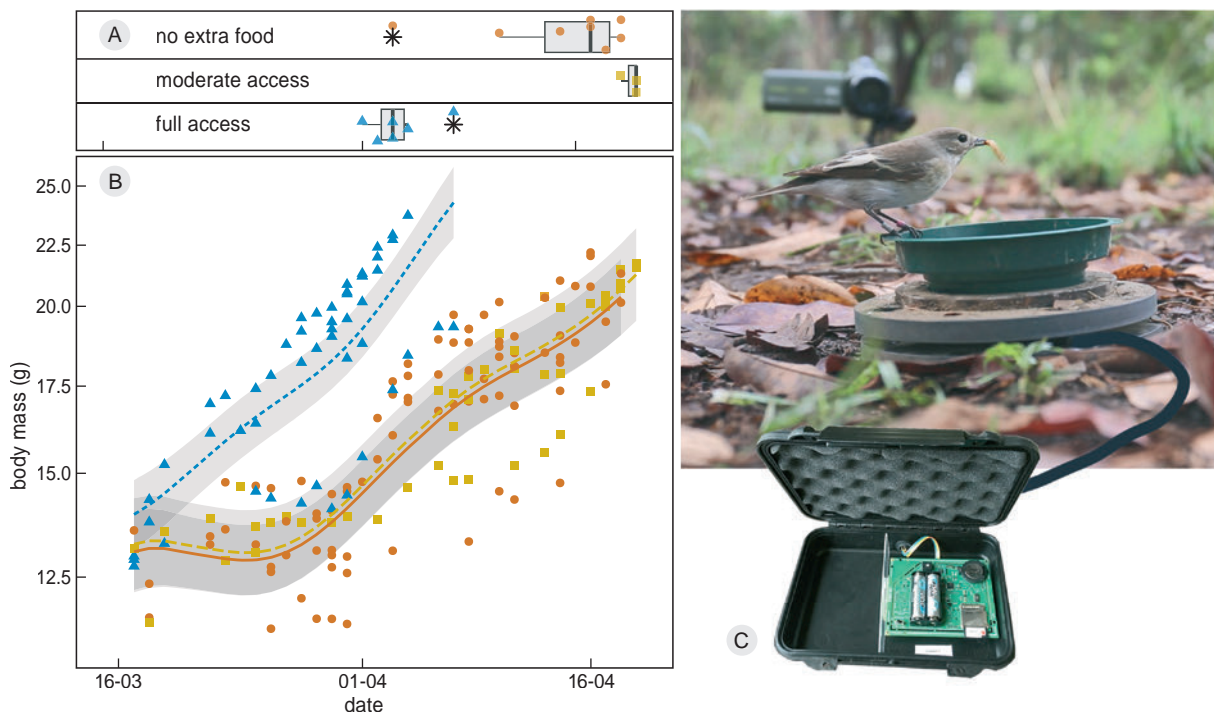 A
no extra food
moderate access
full access
B
25.0
22.5
20.0
17.5
15.0
12.5
body mass (g)
16-03
01-04
16-04
date
C